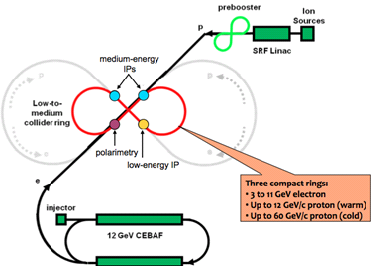 prebooster
Ion
Sources
p
SRF Linac
medium-energy
IPs
Low-to-
medium
collider ring
polarimetry
low-energy IP
Three compact rings:
• 3 to 11 GeV electron
• Up to 12 GeV/c proton (warm)
• Up to 60 GeV/c proton (cold)
e
injector
12 GeV CEBAF